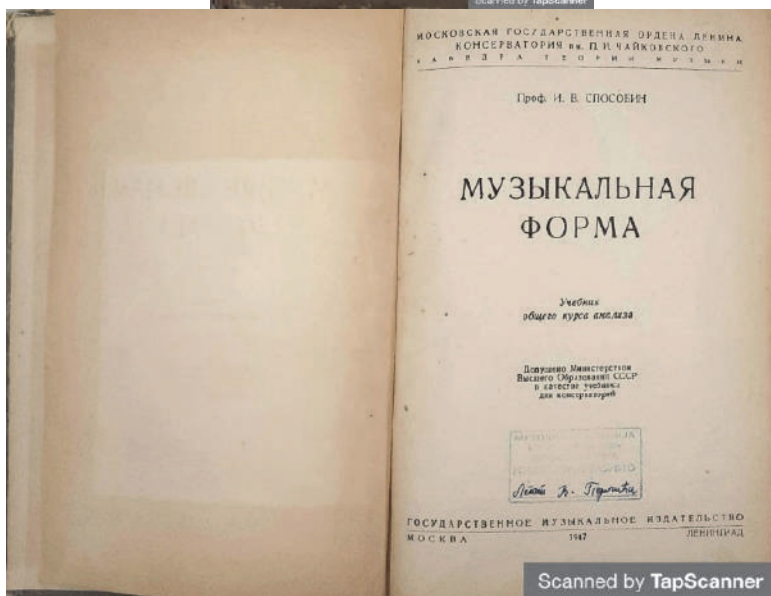 Scanned by TapScanner
МОСКОВСКАЯ ГОСУДАРСТВЕННАЯ ОРДЕНА ЛЕНИНА
КОНСЕРВАТОРИЯ им. П. И. ЧАЙКОВСКОГО
КАФЕДРА ТЕОРИИ МУЗЫКИ
Проф. И. В. СПОСОБИН
МУЗЫКАЛЬНАЯ
ФОРМА
Учебник
общего курса анализа
Допущено Министерством
Высшего Образования СССР
в качестве учебника
для консерваторий
ГОСУДАРСТВЕННОЕ МУЗЫКАЛЬНОЕ ИЗДАТЕЛЬСТВО
МОСКВА 1947 ЛЕНИНГРАД
Scanned by TapScanner